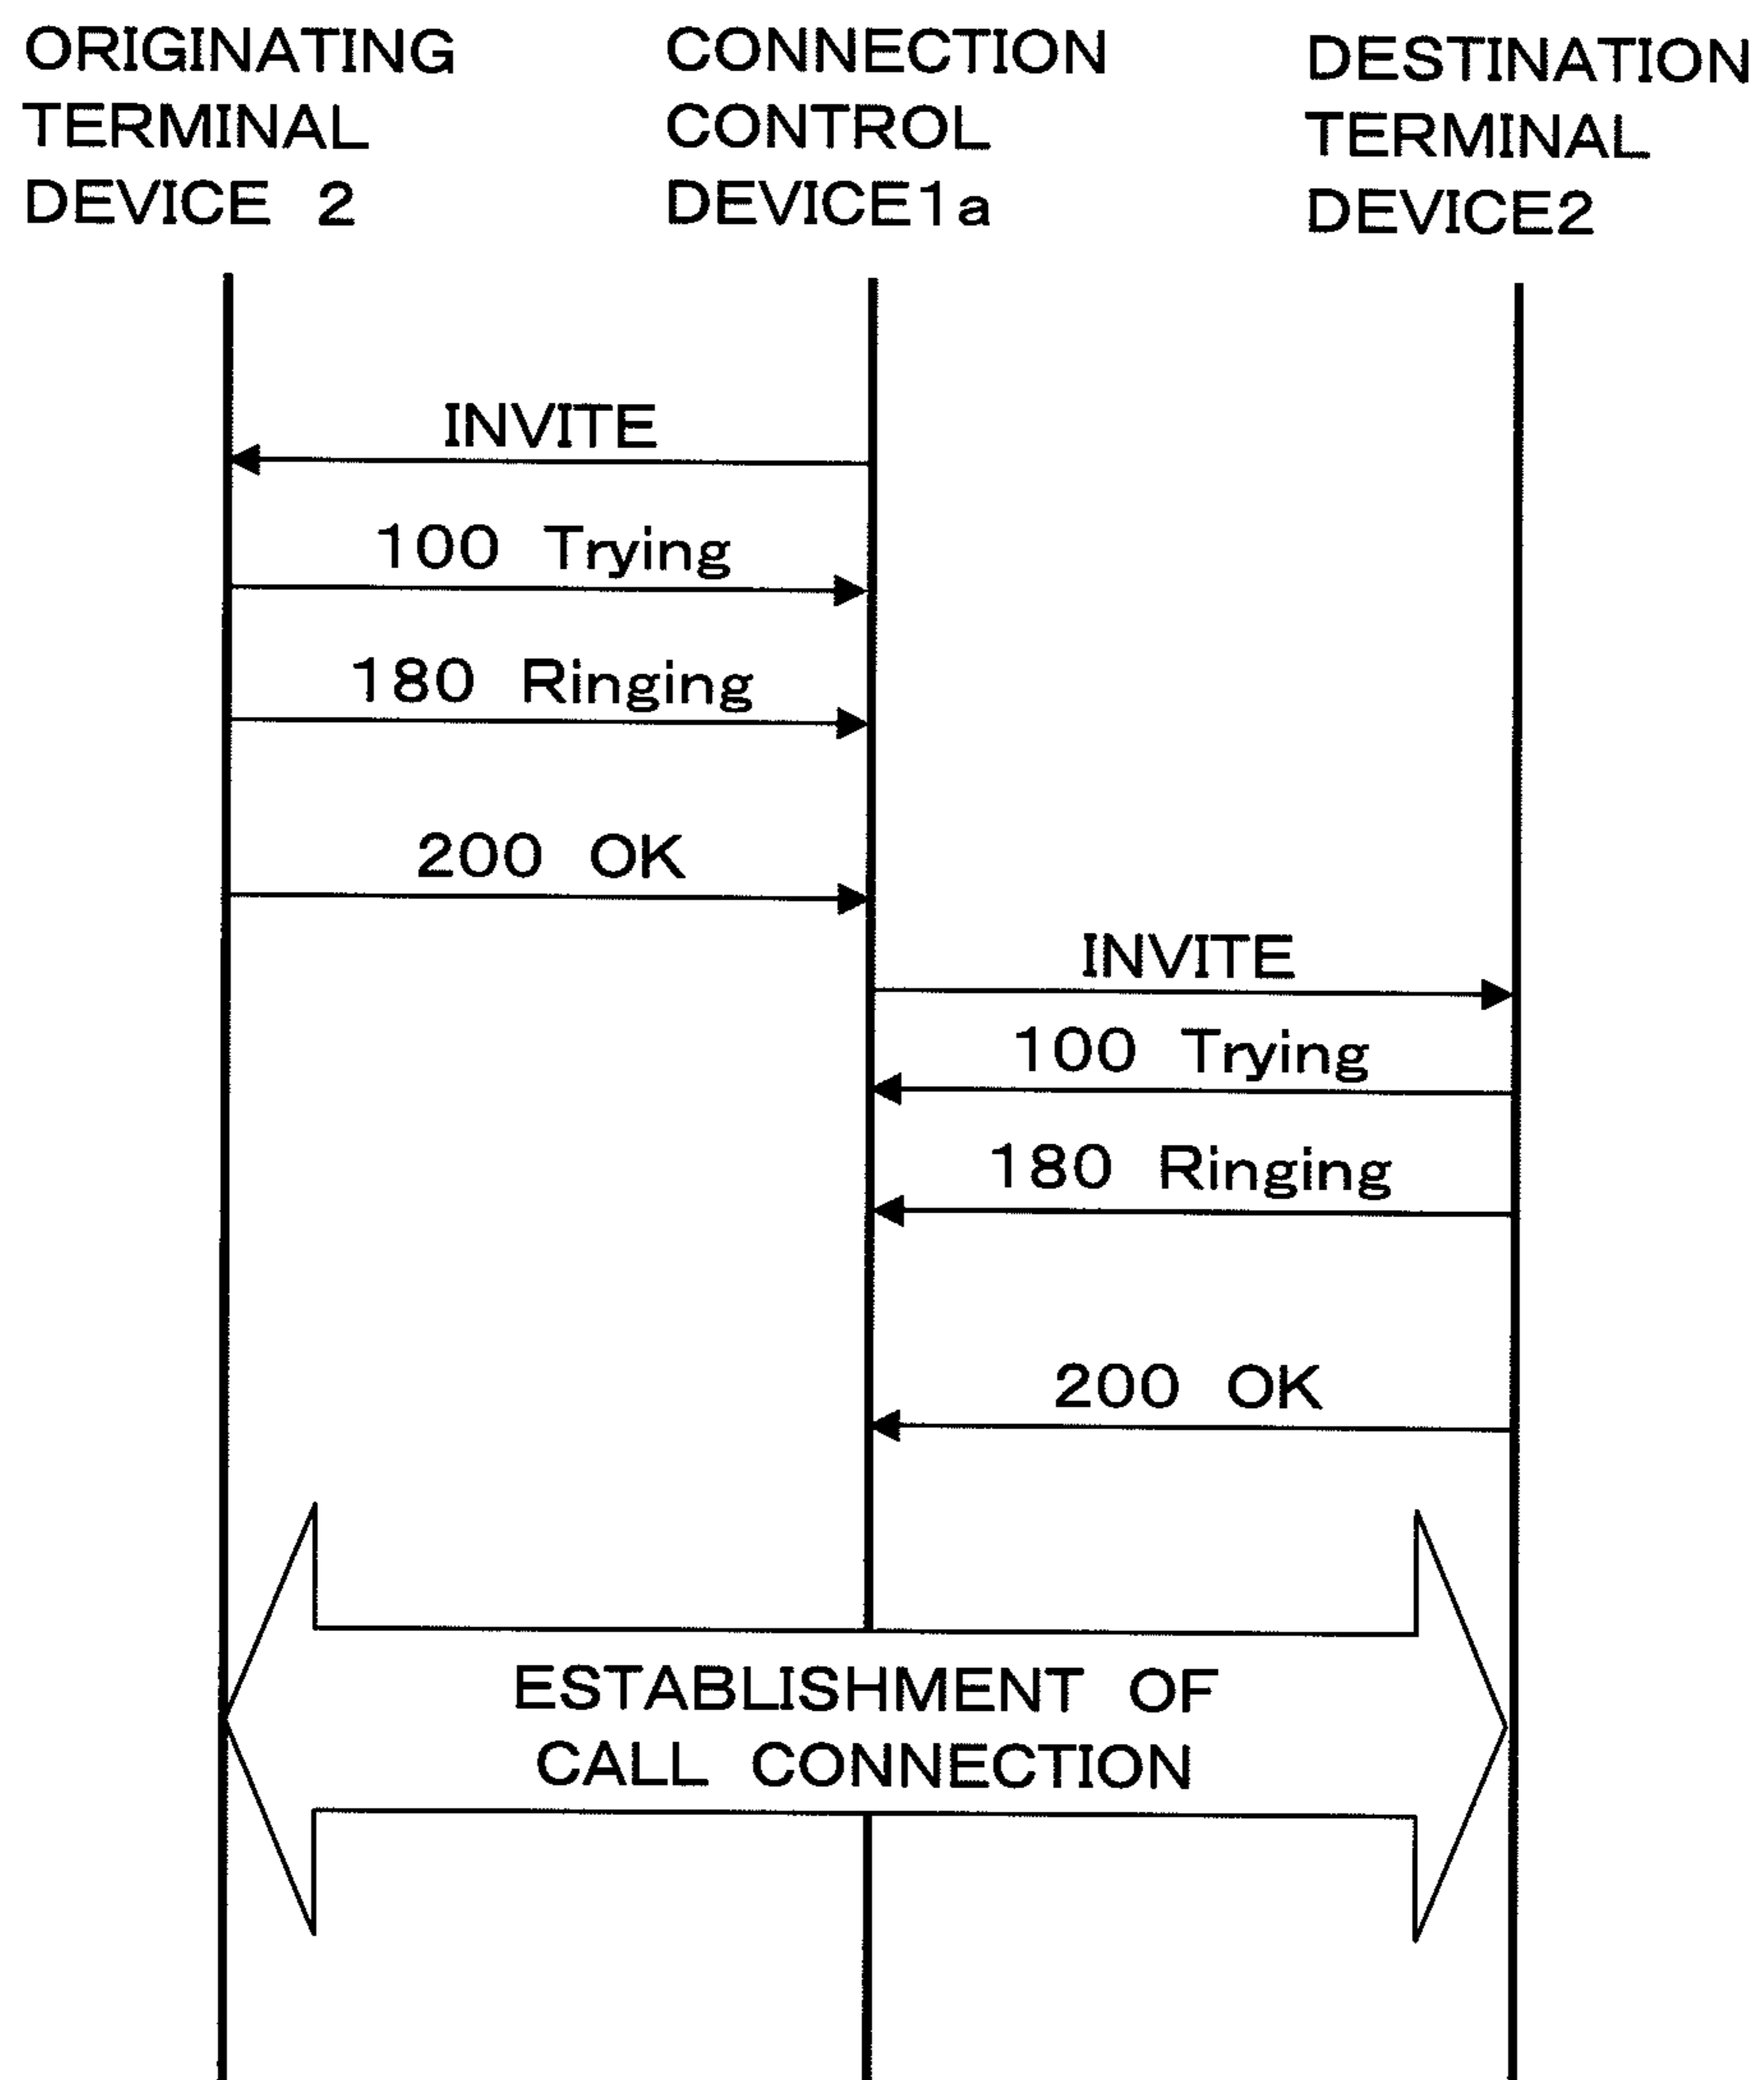 ORIGINATING
TERMINAL
DEVICE 2
CONNECTION
CONTROL
DEVICE1a
DESTINATION
TERMINAL
DEVICE2
INVITE
100 Trying
180 Ringing
200 OK
INVITE
100 Trying
180 Ringing
200 OK
ESTABLISHMENT OF
CALL CONNECTION